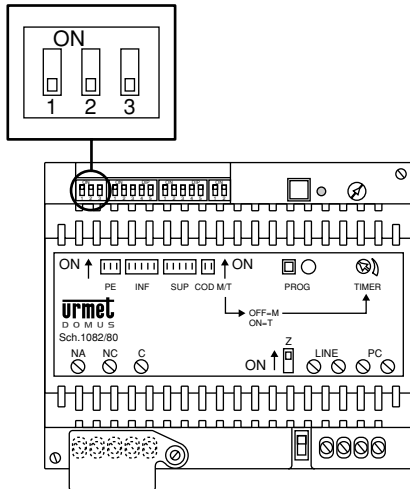 ON
1 2 3
ON ON
PE INF SUP COD M/T PROG TIMER
OFF=M
ON=T
urmet
DOMUS
Sch.1082/80
NA NC C
ON Z LINE PC